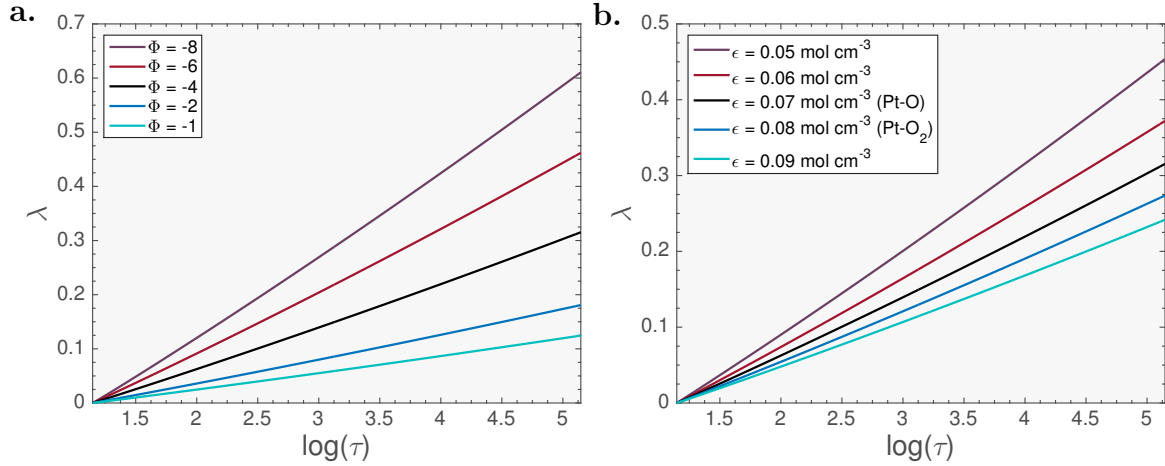 a.
0.7
0.6
0.5
0.4
0.3
0.2
0.1
0
λ
Φ = -8
Φ = -6
Φ = -4
Φ = -2
Φ = -1
1.5 2 2.5 3 3.5 4 4.5 5
log(τ)
b.
0.5
0.4
0.3
0.2
0.1
0
λ
ϵ = 0.05 mol cm⁻³
ϵ = 0.06 mol cm⁻³
ϵ = 0.07 mol cm⁻³ (Pt-O)
ϵ = 0.08 mol cm⁻³ (Pt-O₂)
ϵ = 0.09 mol cm⁻³
1.5 2 2.5 3 3.5 4 4.5 5
log(τ)